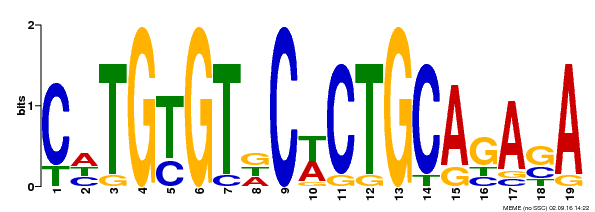 2
bits
1
0
C A T G T G T G C T C T G C A G A G A
T T G C C T A G G T G T G C G
C A G C C T
1 2 3 4 5 6 7 8 9 10 11 12 13 14 15 16 17 18 19
MEME (no SSC) 02.09.16 14:22